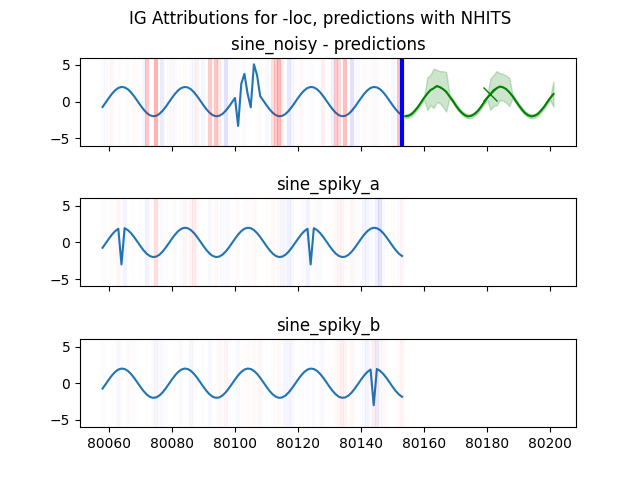 IG Attributions for -loc, predictions with NHITS
sine_noisy - predictions
5
0
−5
sine_spiky_a
5
0
−5
sine_spiky_b
5
0
−5
80060 80080 80100 80120 80140 80160 80180 80200